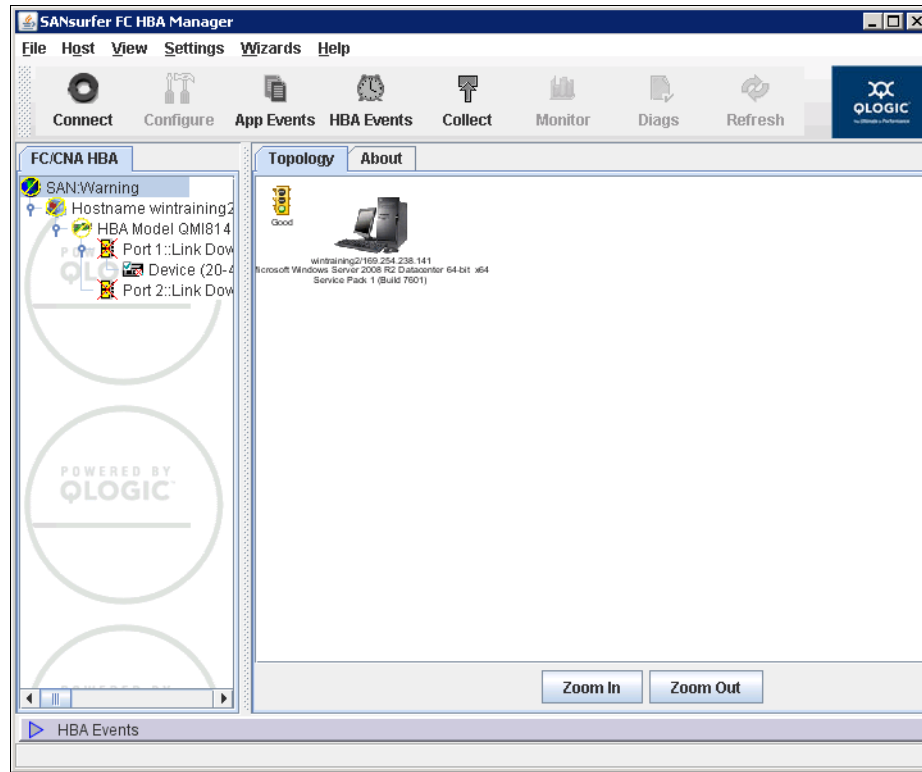 SANsurfer FC HBA Manager
File Host View Settings Wizards Help
Connect Configure App Events HBA Events Collect Monitor Diags Refresh
QLOGIC
FC/CNA HBA
Topology About
SAN:Warning
Hostname wintraining2
HBA Model QMI814
Port 1::Link Dow
Device (20-4
Port 2::Link Dow
Good
wintraining2/169.254.238.141
icrosoft Windows Server 2008 R2 Datacenter 64-bit x64
Service Pack 1 (Build 7601)
POWERED BY
QLOGIC
Zoom In Zoom Out
HBA Events